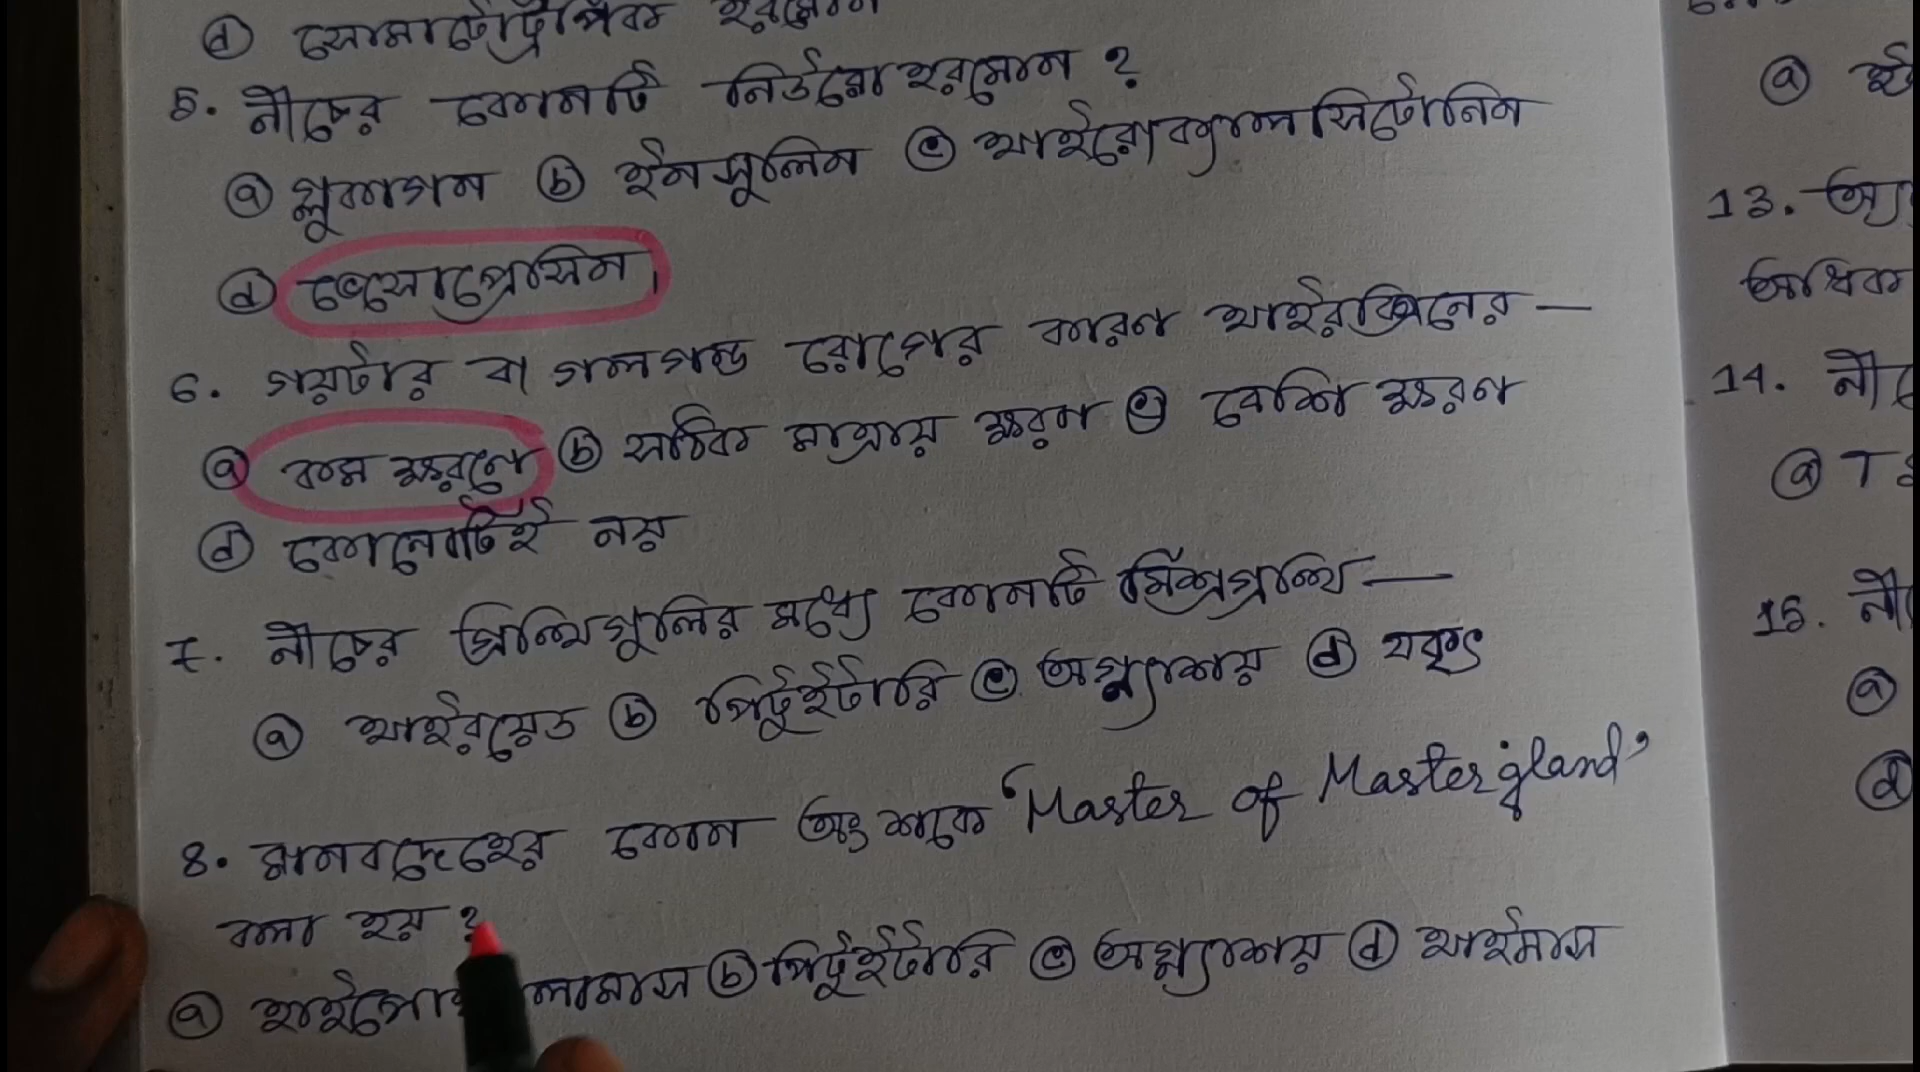 ⓓ সোমাটোট্রপিক হরমোন
5. নীচের কোনটি নিউরো হরমোন ?
ⓐ গ্লুকাগন ⓑ ইনসুলিন ⓒ থাইরোক্যালসিটোনিন
ⓓ ভেসোপ্রেসিন।
6. গয়টার বা গলগন্ড রোগের কারণ থাইরক্সিনের —
ⓐ কম ক্ষরণে ⓑ সঠিক মাত্রায় ক্ষরণ ⓒ বেশি ক্ষরণ
ⓓ কোনোটিই নয়
7. নীচের গ্রন্থিগুলির মধ্যে কোনটি মিশ্রগ্রন্থি —
ⓐ থাইরয়েড ⓑ পিটুইটারি ⓒ অগ্ন্যাশয় ⓓ যকৃৎ
8. মানবদেহের কোন অংশকে 'Master of Master gland'
বলা হয় ?
ⓐ লামাস ⓑ পিটুইটারি ⓒ অগ্ন্যাশয় ⓓ থাইমাস
ⓐ
13.
অধিক
14. নী
ⓐ T
15. নী
ⓐ
ⓓ